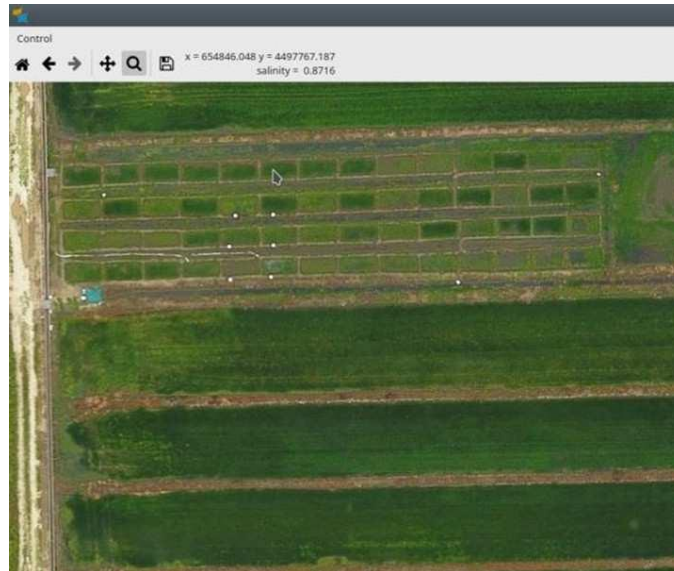 Control
x = 654846.048 y = 4497767.187
salinity = 0.8716